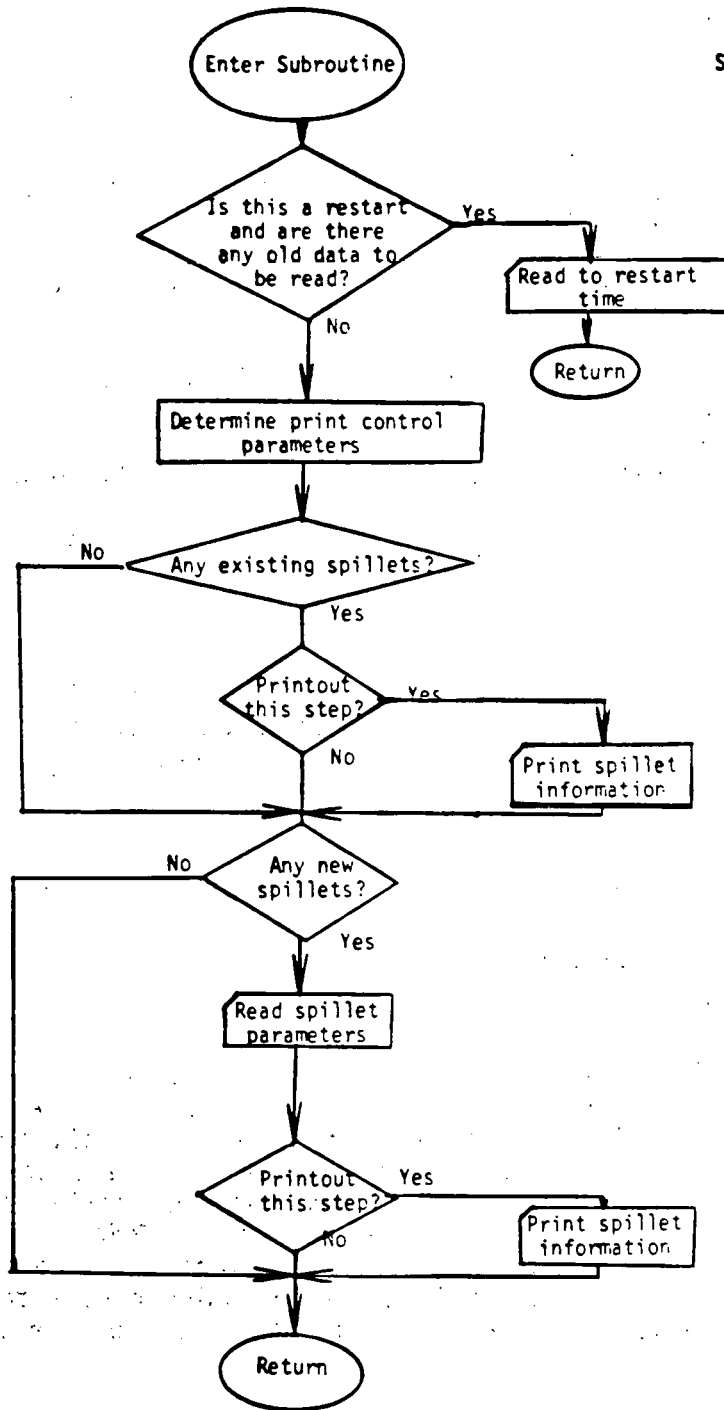 Enter Subroutine
S
Is this a restart
and are there
any old data to
be read?
Yes
Read to restart
time
Return
No
Determine print control
parameters
No
Any existing spillets?
Yes
Printout
this step?
Yes
Print spillet
information
No
No
Any new
spillets?
Yes
Read spillet
parameters
Printout
this step?
Yes
Print spillet
information
No
Return